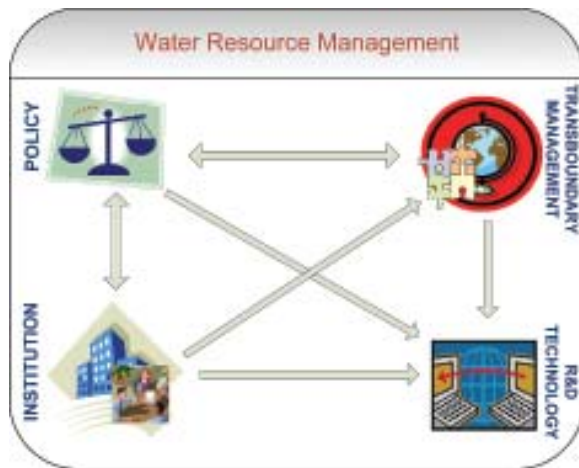 Water Resource Management
POLICY
TRANSBOUNDARY
MANAGEMENT
INSTITUTION
R&D
TECHNOLOGY